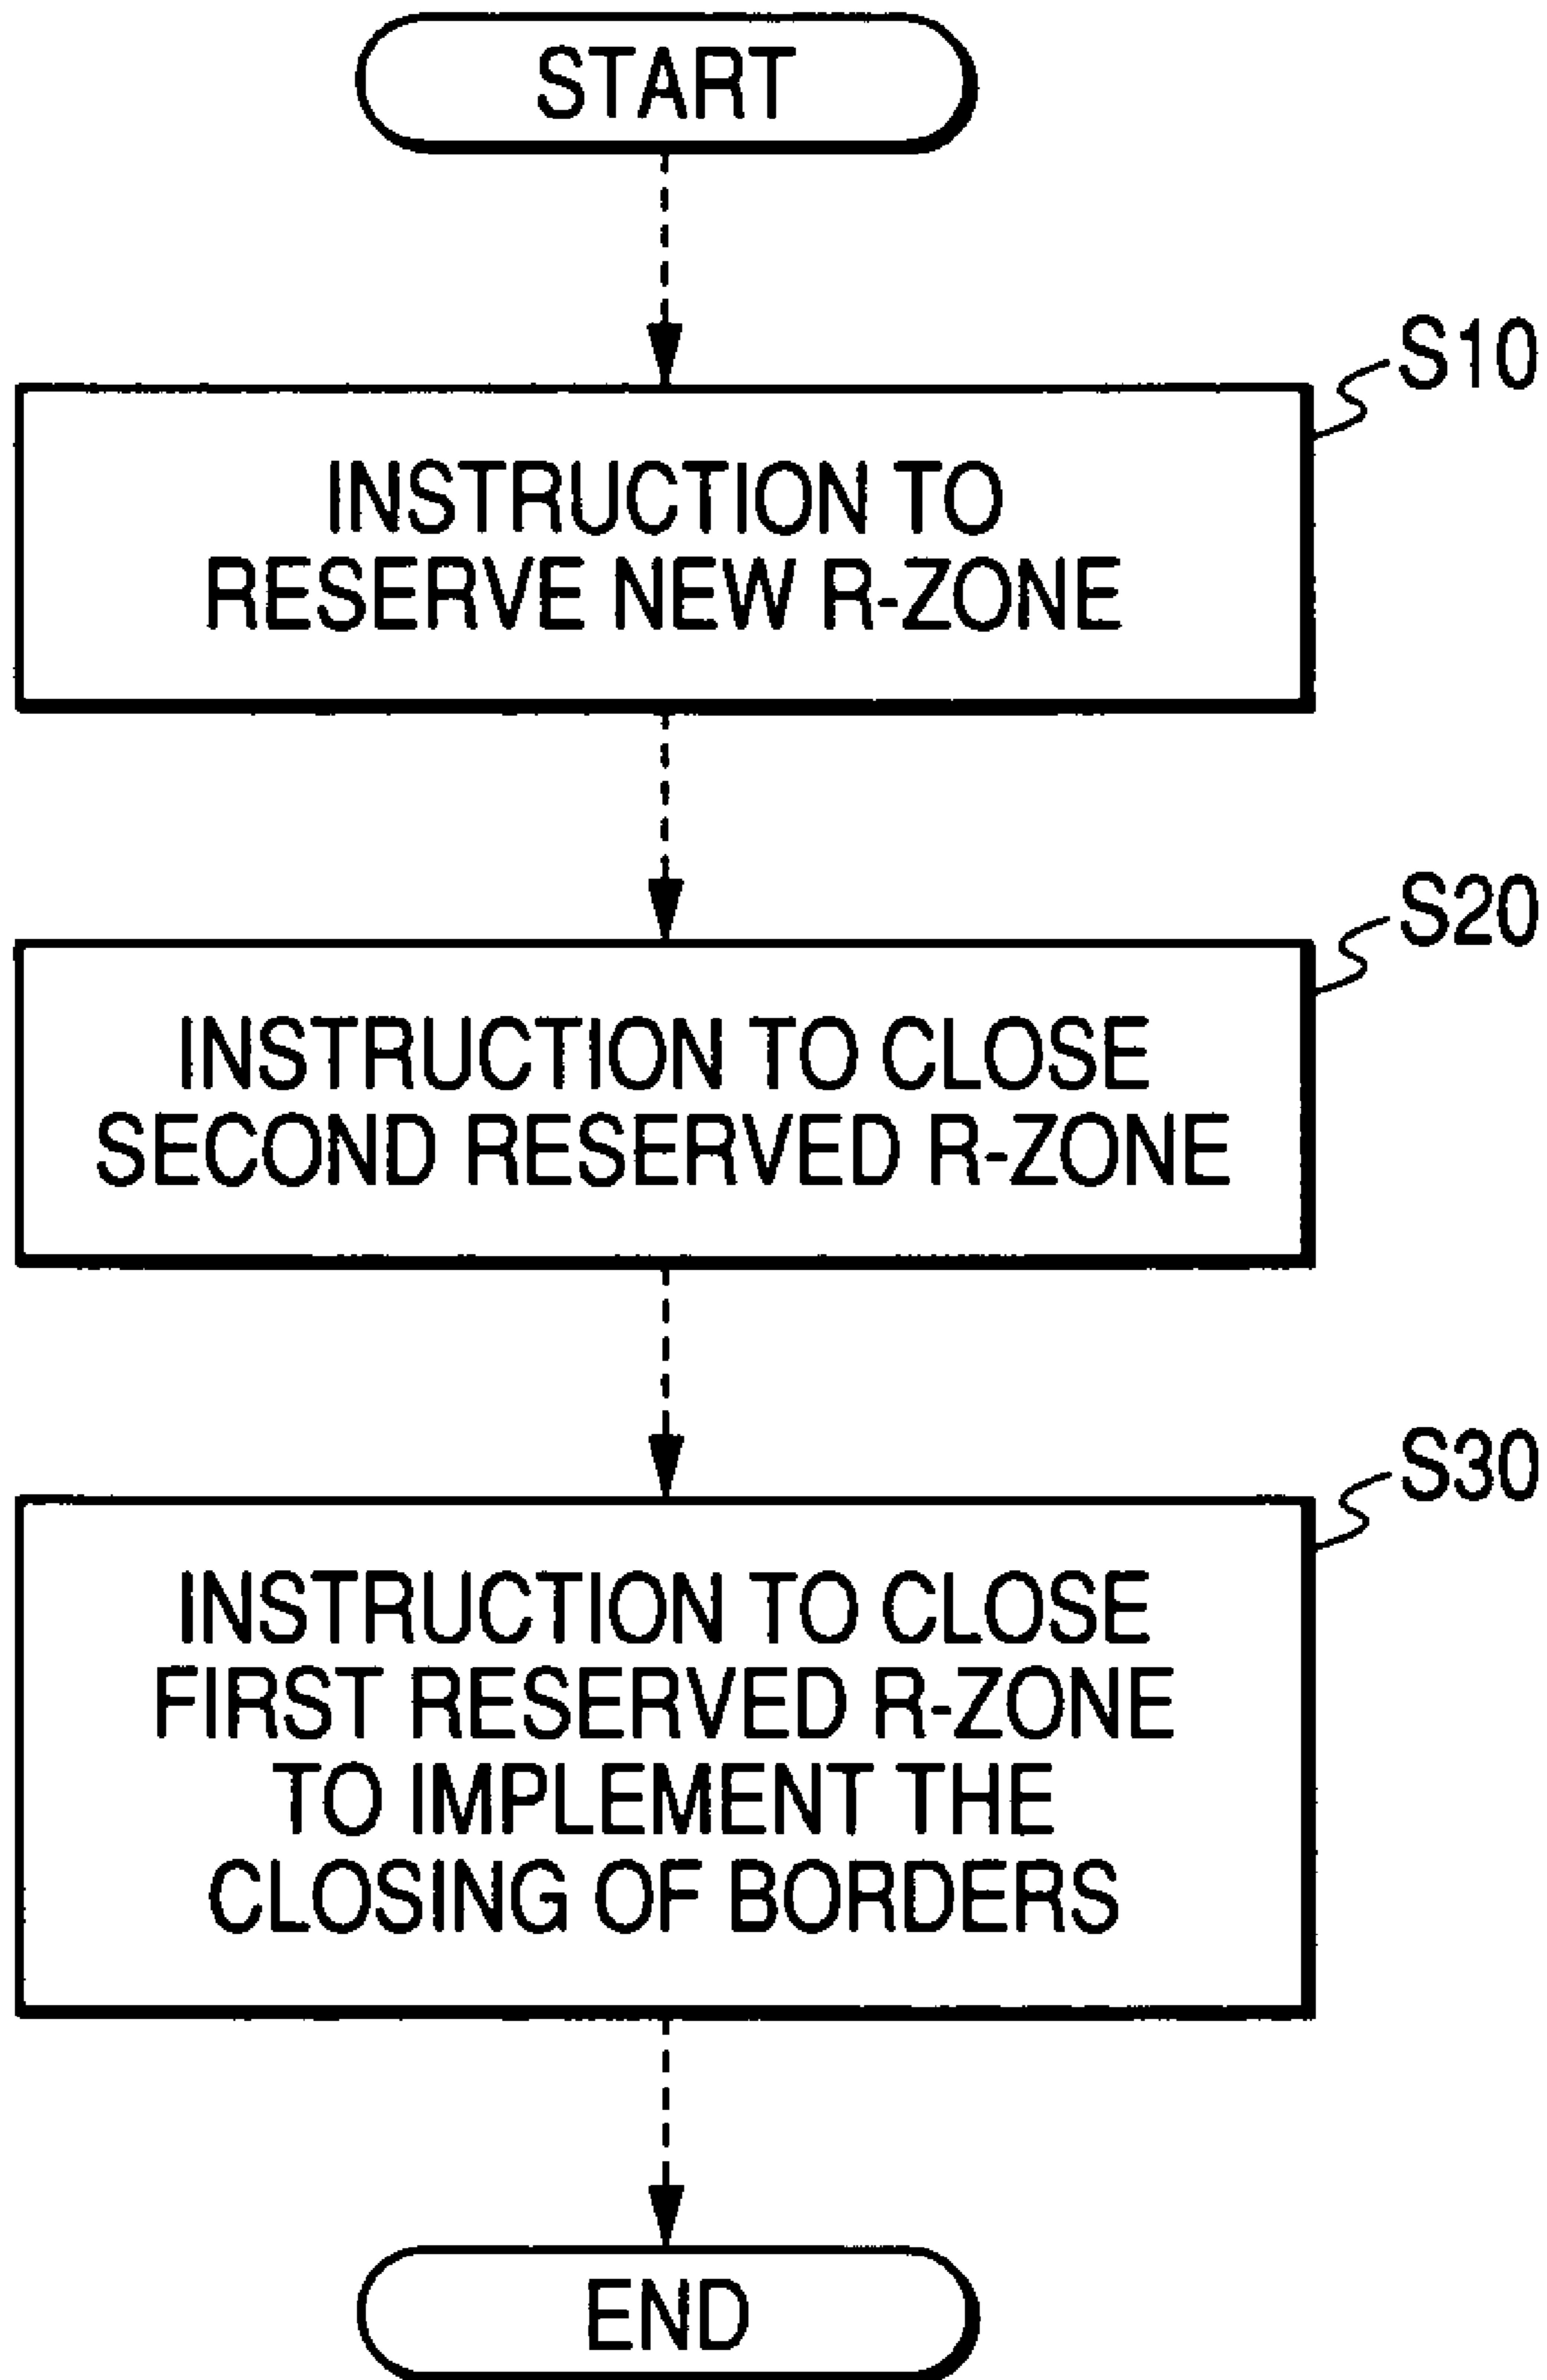 START
S10
INSTRUCTION TO
RESERVE NEW R-ZONE
S20
INSTRUCTION TO CLOSE
SECOND RESERVED R-ZONE
S30
INSTRUCTION TO CLOSE
FIRST RESERVED R-ZONE
TO IMPLEMENT THE
CLOSING OF BORDERS
END